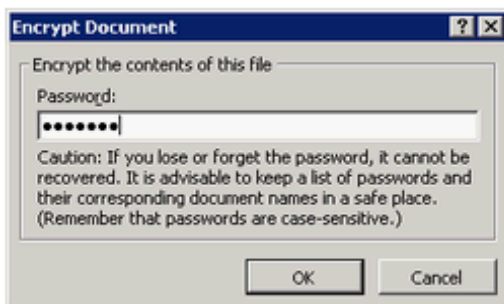 Encrypt Document
Encrypt the contents of this file
Password:
•••••••
Caution: If you lose or forget the password, it cannot be
recovered. It is advisable to keep a list of passwords and
their corresponding document names in a safe place.
(Remember that passwords are case-sensitive.)
OK Cancel